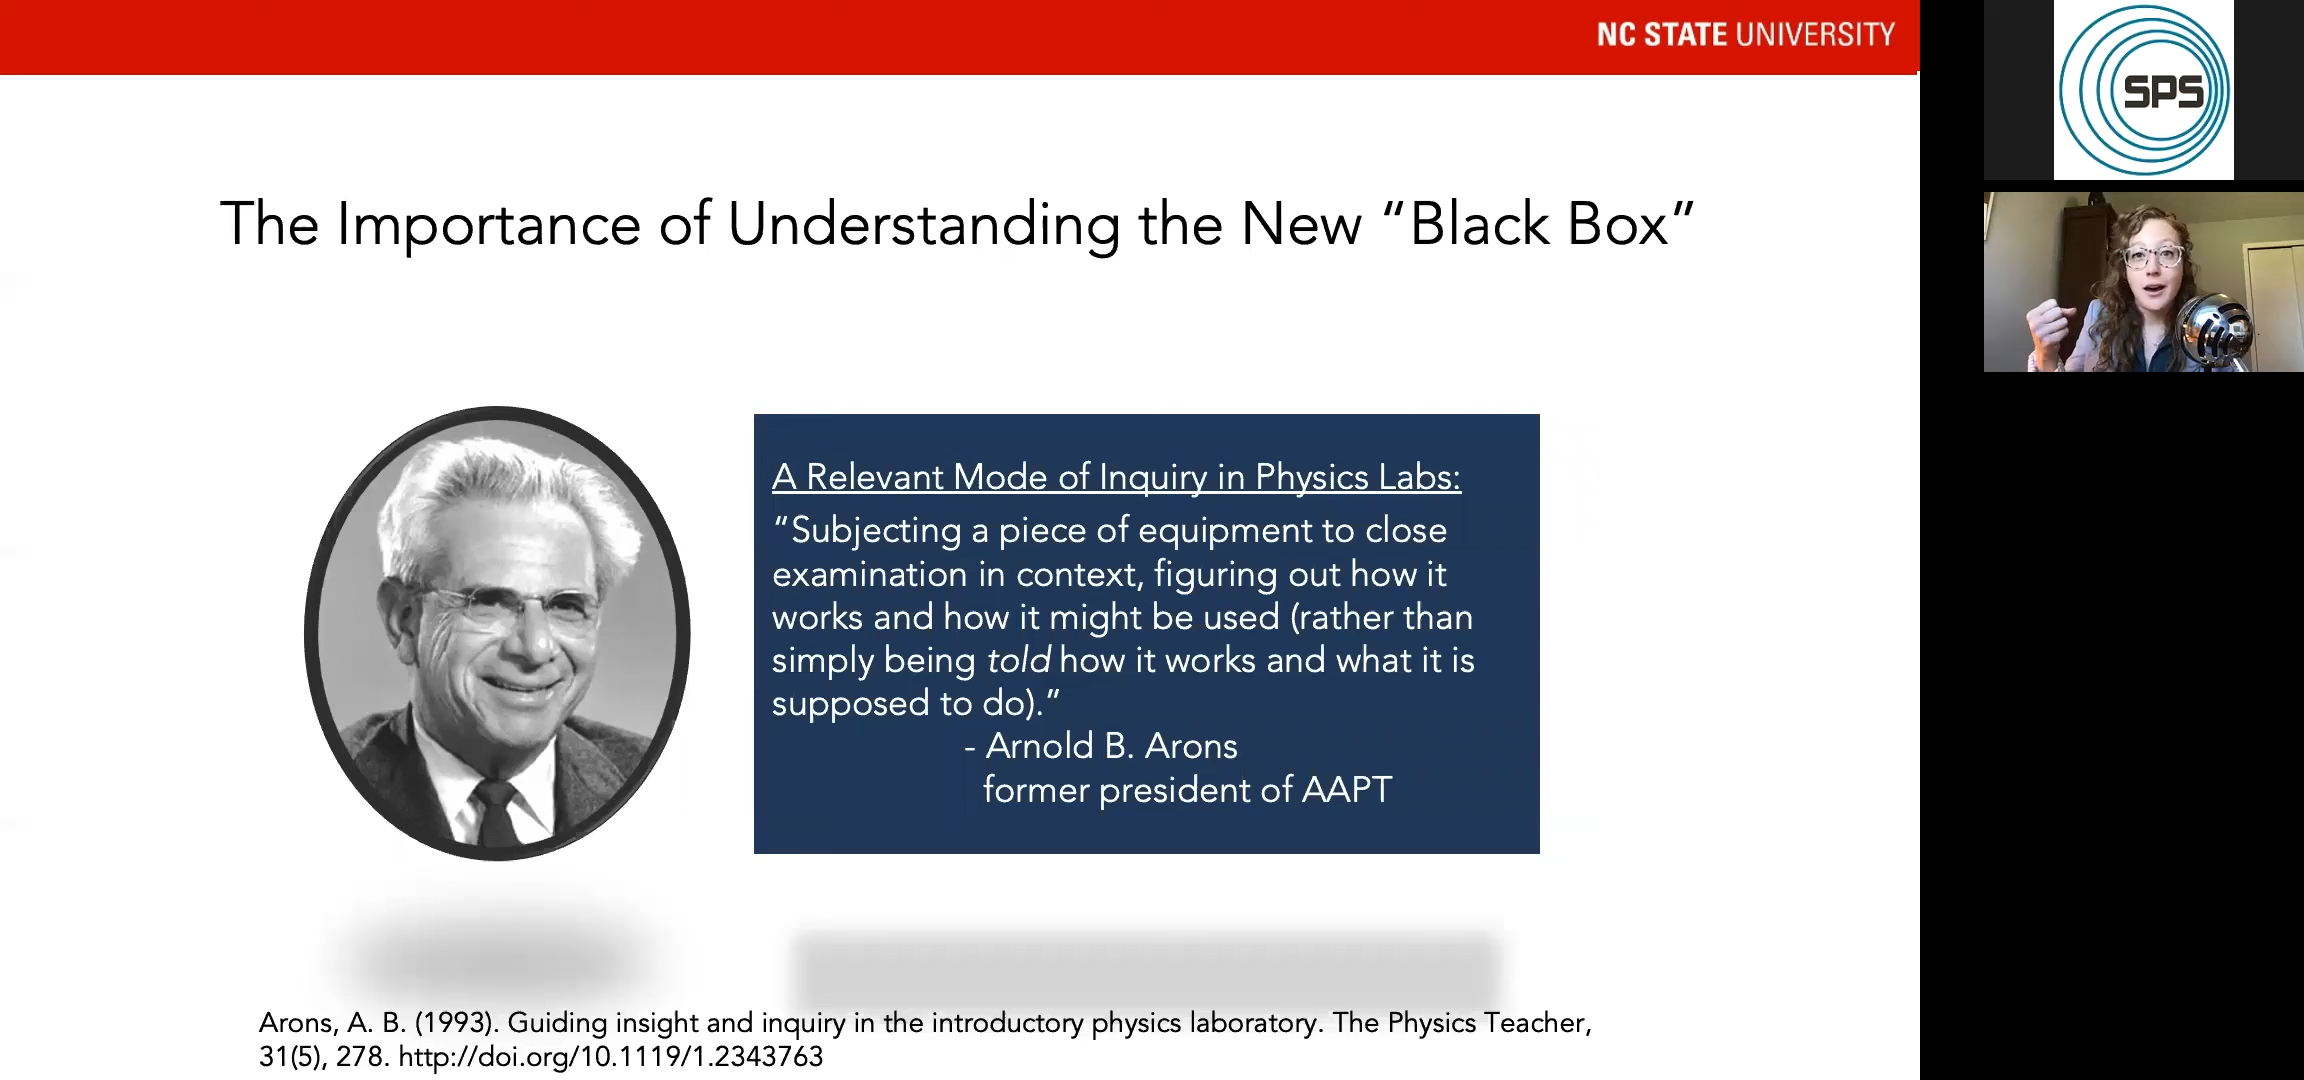 NC STATE UNIVERSITY
SPS
The Importance of Understanding the New “Black Box”
A Relevant Mode of Inquiry in Physics Labs:
“Subjecting a piece of equipment to close
examination in context, figuring out how it
works and how it might be used (rather than
simply being told how it works and what it is
supposed to do).”
- Arnold B. Arons
former president of AAPT
Arons, A. B. (1993). Guiding insight and inquiry in the introductory physics laboratory. The Physics Teacher,
31(5), 278. http://doi.org/10.1119/1.2343763